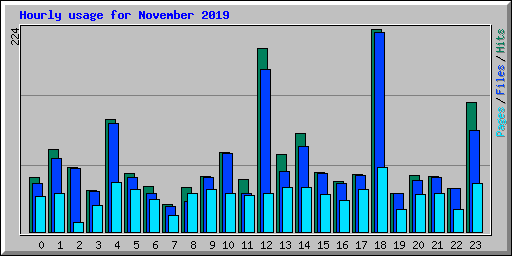 Hourly usage for November 2019
224
Pages / Files / Hits
0 1 2 3 4 5 6 7 8 9 10 11 12 13 14 15 16 17 18 19 20 21 22 23